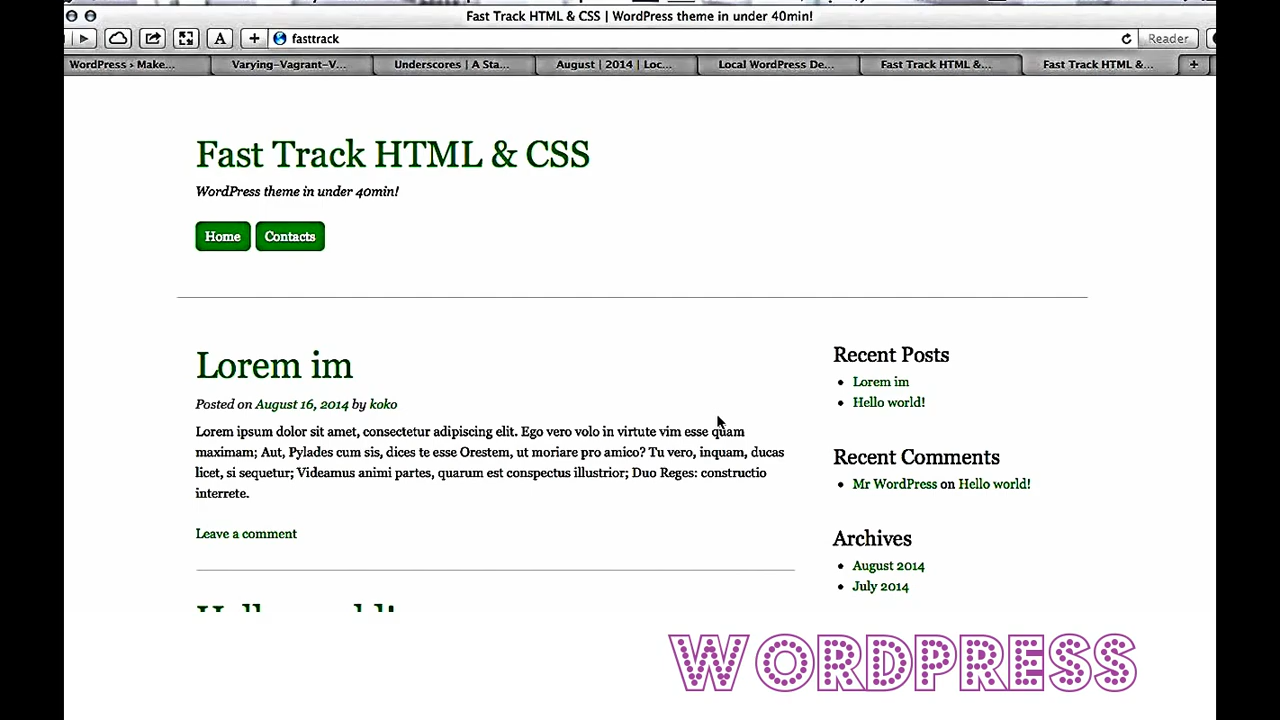 Fast Track HTML & CSS | WordPress theme in under 40min!
fasttrack
Reader
WordPress › Make...
Varying-Vagrant-V...
Underscores | A Sta...
August | 2014 | Loc...
Local WordPress De...
Fast Track HTML &...
Fast Track HTML &...
Fast Track HTML & CSS
WordPress theme in under 40min!
Home
Contacts
Lorem im
Posted on August 16, 2014 by koko
Lorem ipsum dolor sit amet, consectetur adipiscing elit. Ego vero volo in virtute vim esse quam
maximam; Aut, Pylades cum sis, dices te esse Orestem, ut moriare pro amico? Tu vero, inquam, ducas
licet, si sequetur; Videamus animi partes, quarum est conspectus illustrior; Duo Reges: constructio
interrete.
Leave a comment
Hello world!
Recent Posts
Lorem im
Hello world!
Recent Comments
Mr WordPress on Hello world!
Archives
August 2014
July 2014
WORDPRESS